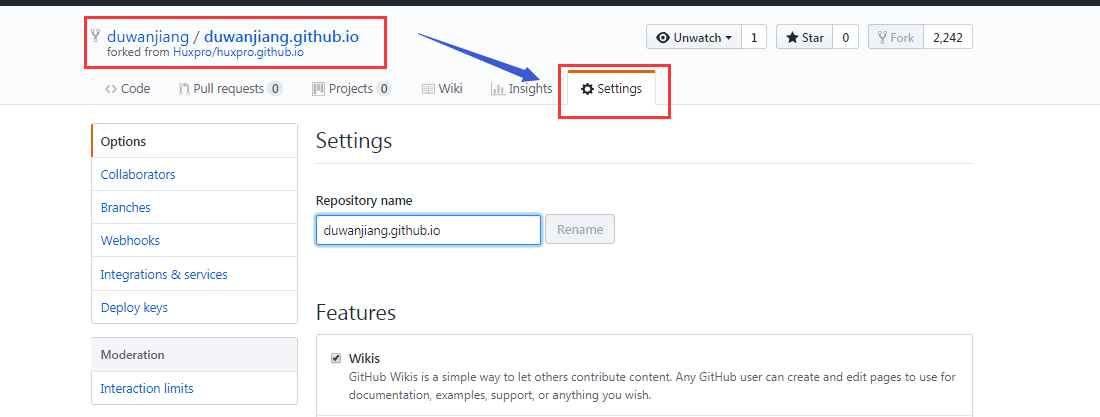 duwanjiang / duwanjiang.github.io
forked from Huxpro/huxpro.github.io
Unwatch 1 Star 0 Fork 2,242
Code Pull requests 0 Projects 0 Wiki Insights Settings
Options
Collaborators
Branches
Webhooks
Integrations & services
Deploy keys
Moderation
Interaction limits
Settings
Repository name
duwanjiang.github.io Rename
Features
Wikis
GitHub Wikis is a simple way to let others contribute content. Any GitHub user can create and edit pages to use for
documentation, examples, support, or anything you wish.